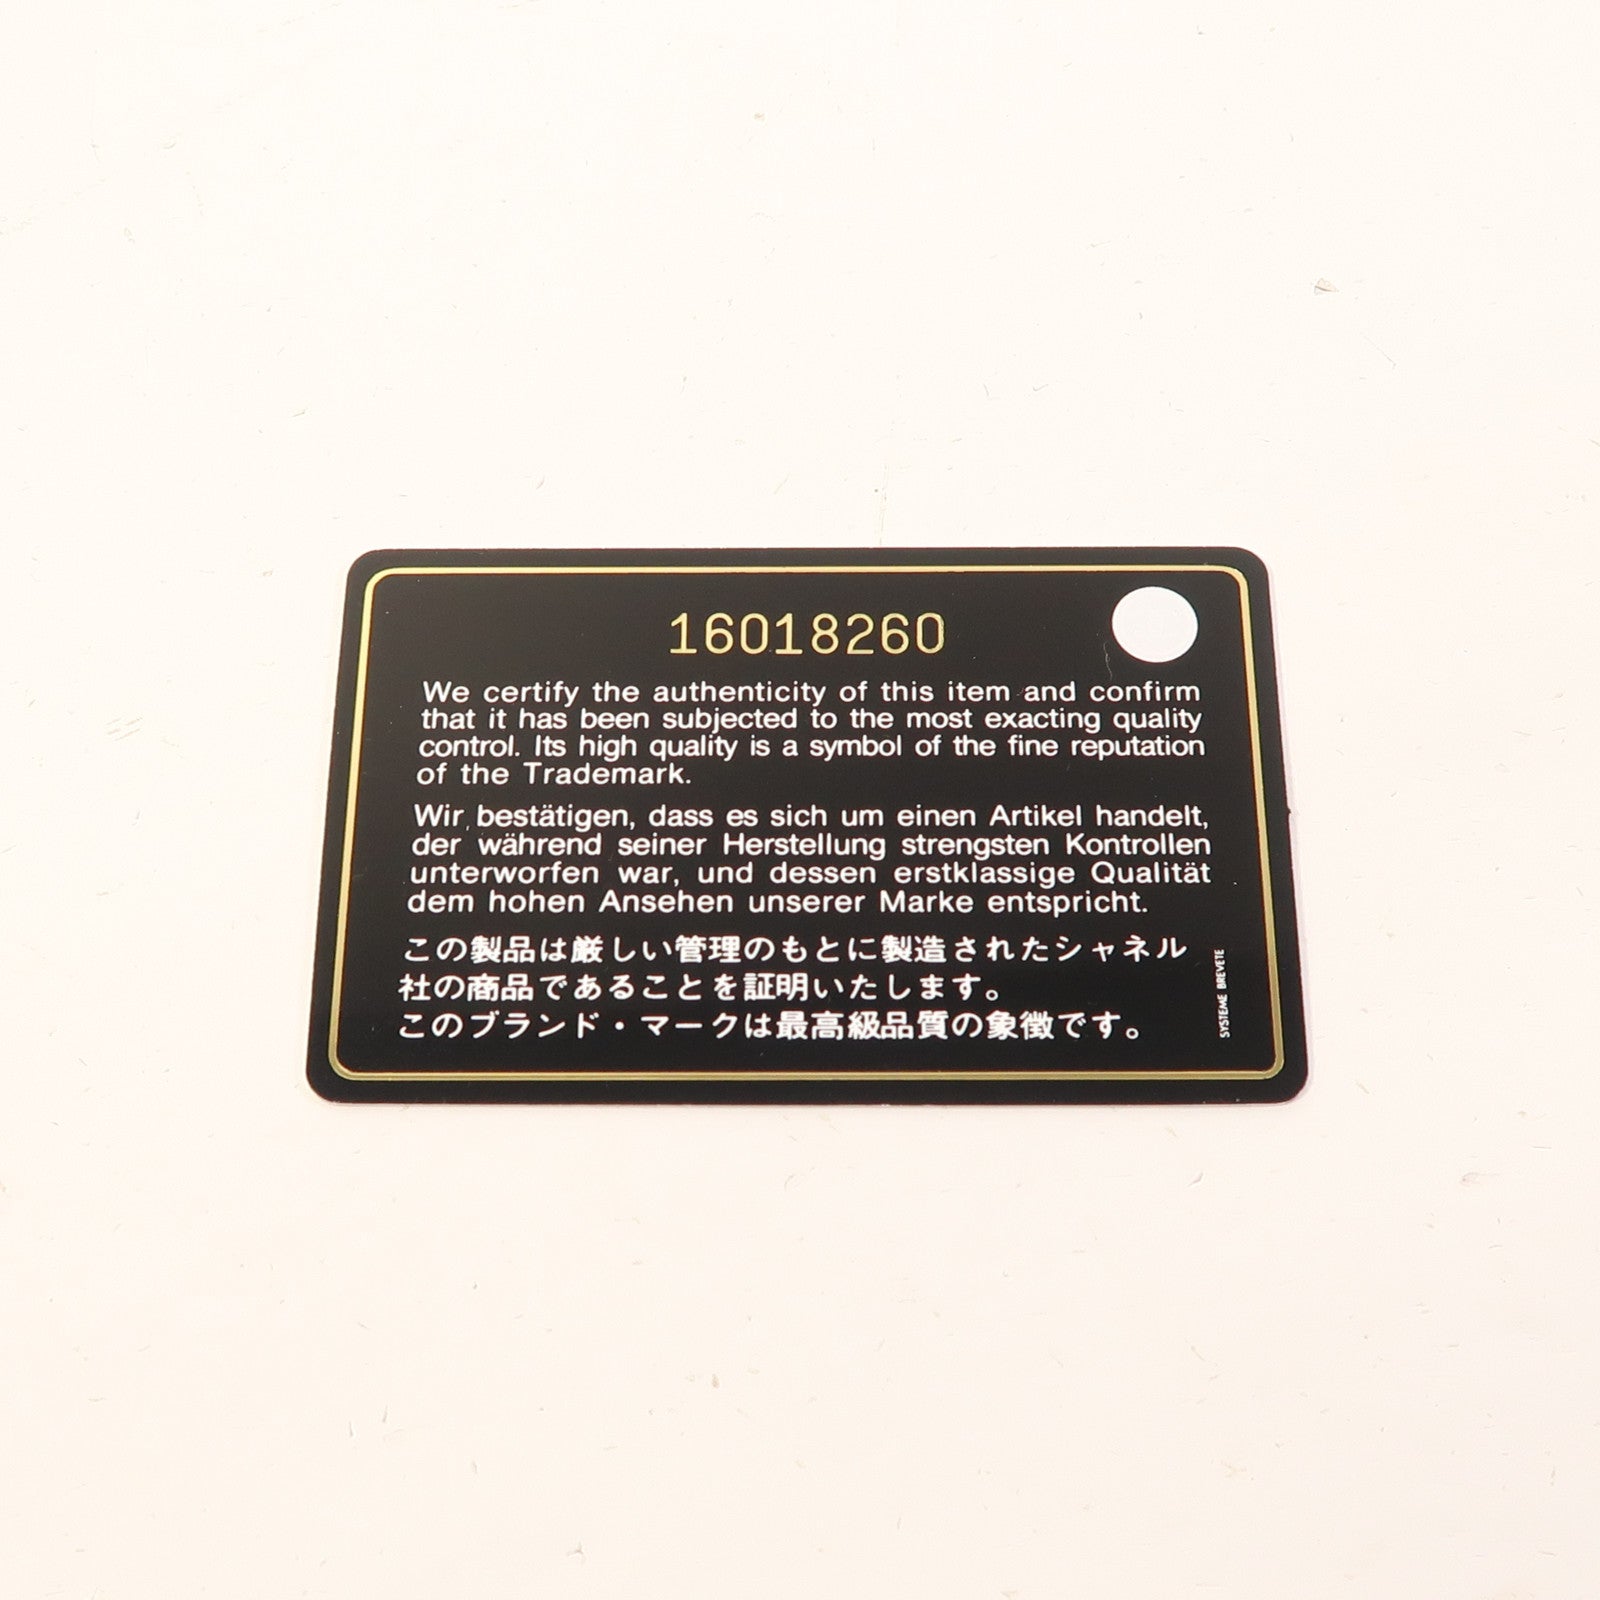 16018260
We certify the authenticity of this item and confirm
that it has been subjected to the most exacting quality
control. Its high quality is a symbol of the fine reputation
of the Trademark.
Wir bestätigen, dass es sich um einen Artikel handelt,
der während seiner Herstellung strengsten Kontrollen
unterworfen war, und dessen erstklassige Qualität
dem hohen Ansehen unserer Marke entspricht.
この製品は厳しい管理のもとに製造されたシャネル
社の商品であることを証明いたします。
このブランド・マークは最高級品質の象徴です。
SYSTEME BREVETE